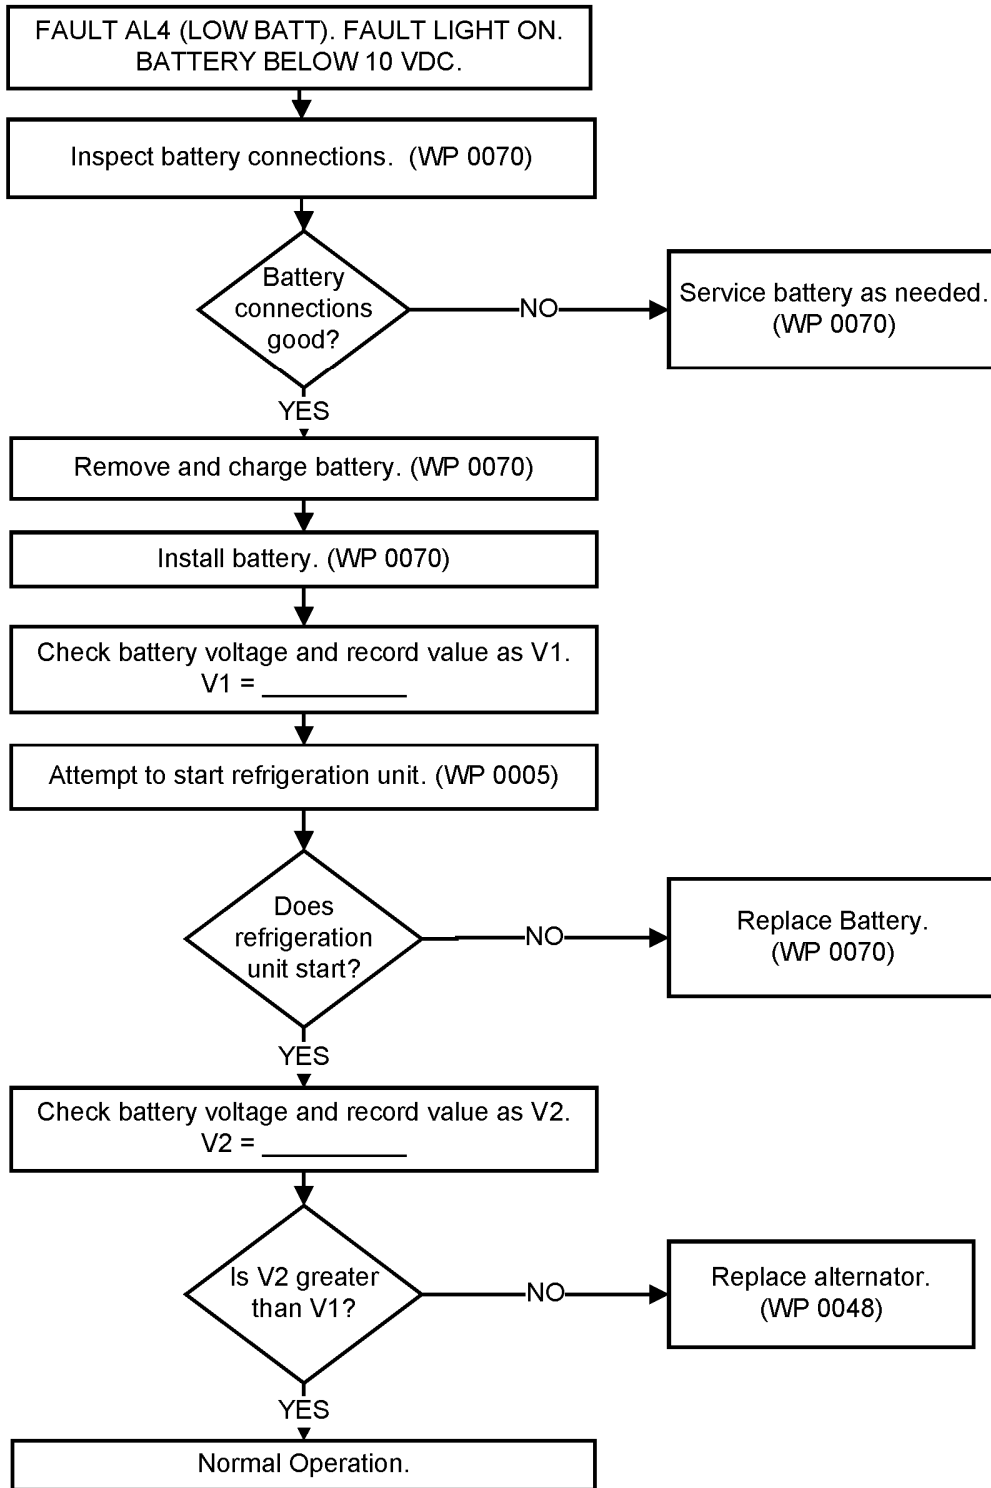 FAULT AL4 (LOW BATT). FAULT LIGHT ON.
BATTERY BELOW 10 VDC.
Inspect battery connections.  (WP 0070)
Battery
connections
good?
NO
Service battery as needed.
(WP 0070)
YES
Remove and charge battery. (WP 0070)
Install battery. (WP 0070)
Check battery voltage and record value as V1.
V1 = __________
Attempt to start refrigeration unit. (WP 0005)
Does
refrigeration
unit start?
NO
Replace Battery.
(WP 0070)
YES
Check battery voltage and record value as V2.
V2 = __________
Is V2 greater
than V1?
NO
Replace alternator.
(WP 0048)
YES
Normal Operation.